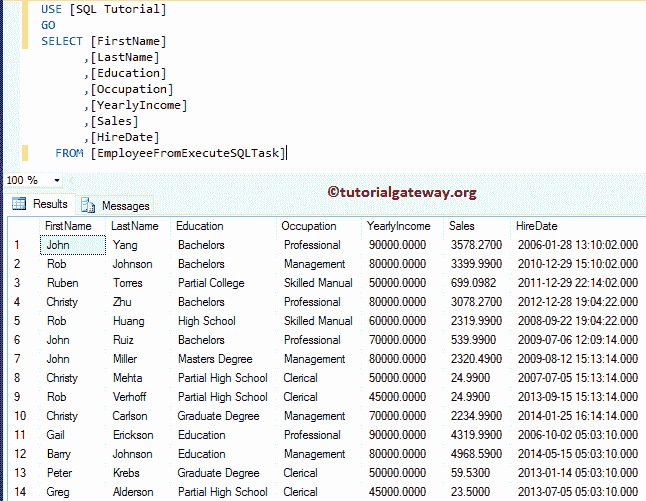 USE [SQL Tutorial]
GO
SELECT [FirstName]
,[LastName]
,[Education]
,[Occupation]
,[YearlyIncome]
,[Sales]
,[HireDate]
FROM [EmployeeFromExecuteSQLTask]
100 %
©tutorialgateway.org
Results Messages
FirstName LastName Education Occupation YearlyIncome Sales HireDate
1 John Yang Bachelors Professional 90000.0000 3578.2700 2006-01-28 13:10:02.000
2 Rob Johnson Bachelors Management 80000.0000 3399.9900 2010-12-29 15:10:02.000
3 Ruben Torres Partial College Skilled Manual 50000.0000 699.0982 2011-12-29 22:14:02.000
4 Christy Zhu Bachelors Professional 80000.0000 3078.2700 2012-12-28 19:04:22.000
5 Rob Huang High School Skilled Manual 60000.0000 2319.9900 2008-09-22 19:04:22.000
6 John Ruiz Bachelors Professional 70000.0000 539.9900 2009-07-06 12:09:14.000
7 John Miller Masters Degree Management 80000.0000 2320.4900 2009-08-12 15:13:14.000
8 Christy Mehta Partial High School Clerical 50000.0000 24.9900 2007-07-05 15:13:14.000
9 Rob Verhoff Partial High School Clerical 45000.0000 24.9900 2013-09-15 15:13:14.000
10 Christy Carlson Graduate Degree Management 70000.0000 2234.9900 2014-01-25 16:14:14.000
11 Gail Erickson Education Professional 90000.0000 4319.9900 2006-10-02 05:03:10.000
12 Barry Johnson Education Management 80000.0000 4968.5900 2014-05-15 05:03:10.000
13 Peter Krebs Graduate Degree Clerical 50000.0000 59.5300 2013-01-14 05:03:10.000
14 Greg Alderson Partial High School Clerical 45000.0000 23.5000 2013-07-05 05:03:10.000